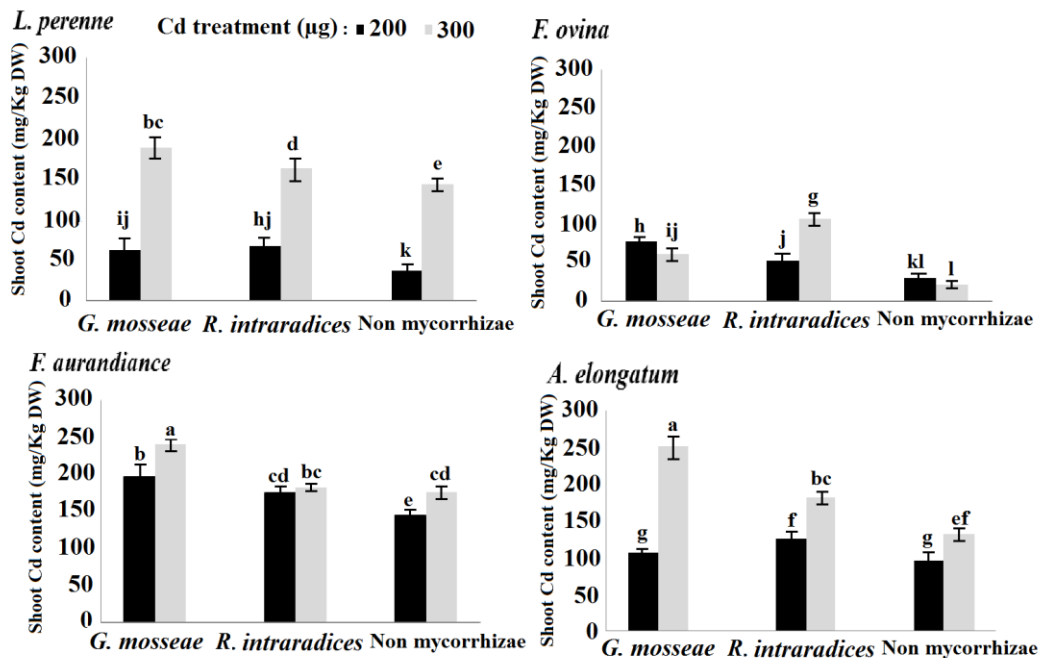 L. perenne
Cd treatment (µg) : 200 300
Shoot Cd content (mg/Kg DW)
300
250
200
150
100
50
0
ij
bc
hj
d
k
e
G. mosseae R. intraradices Non mycorrhizae
F. ovina
Shoot Cd content (mg/Kg DW)
300
250
200
150
100
50
0
h
ij
j
g
kl
l
G. mosseae R. intraradices Non mycorrhizae
F. aurandiance
Shoot Cd content (mg/Kg DW)
300
250
200
150
100
50
0
b
a
cd
bc
e
cd
G. mosseae R. intraradices Non mycorrhizae
A. elongatum
Shoot Cd content (mg/Kg DW)
300
250
200
150
100
50
0
g
a
f
bc
g
ef
G. mosseae R. intraradices Non mycorrhizae